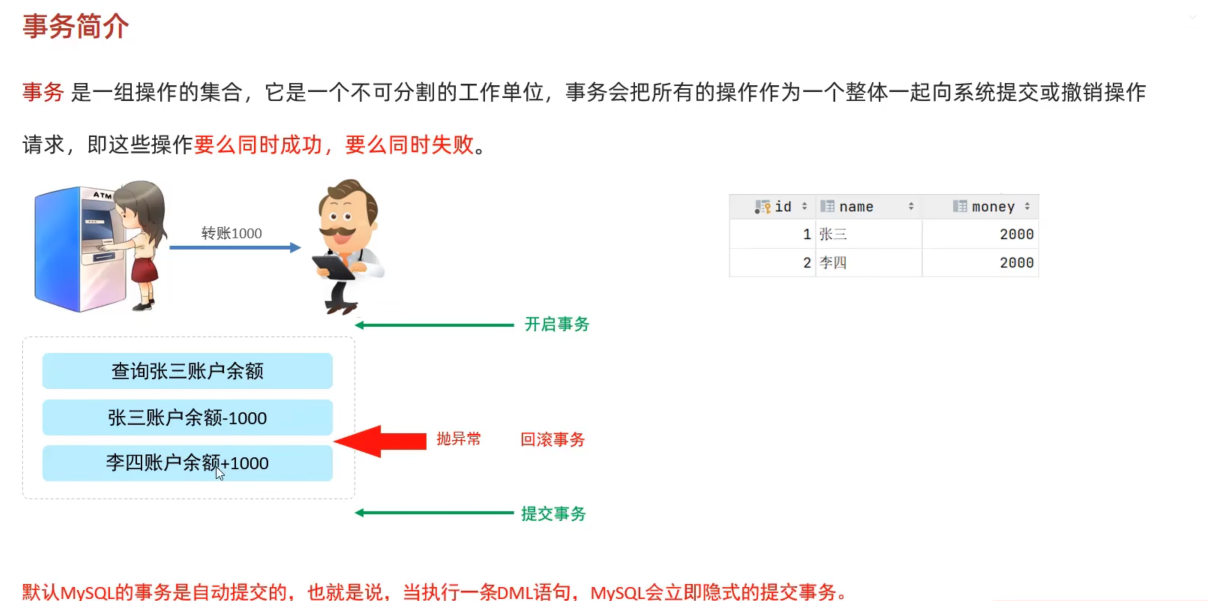 事务简介
事务 是一组操作的集合，它是一个不可分割的工作单位，事务会把所有的操作作为一个整体一起向系统提交或撤销操作
请求，即这些操作要么同时成功，要么同时失败。
ATM
转账1000
id name money
1 张三 2000
2 李四 2000
开启事务
查询张三账户余额
张三账户余额-1000
抛异常 回滚事务
李四账户余额+1000
提交事务
默认MySQL的事务是自动提交的，也就是说，当执行一条DML语句，MySQL会立即隐式的提交事务。